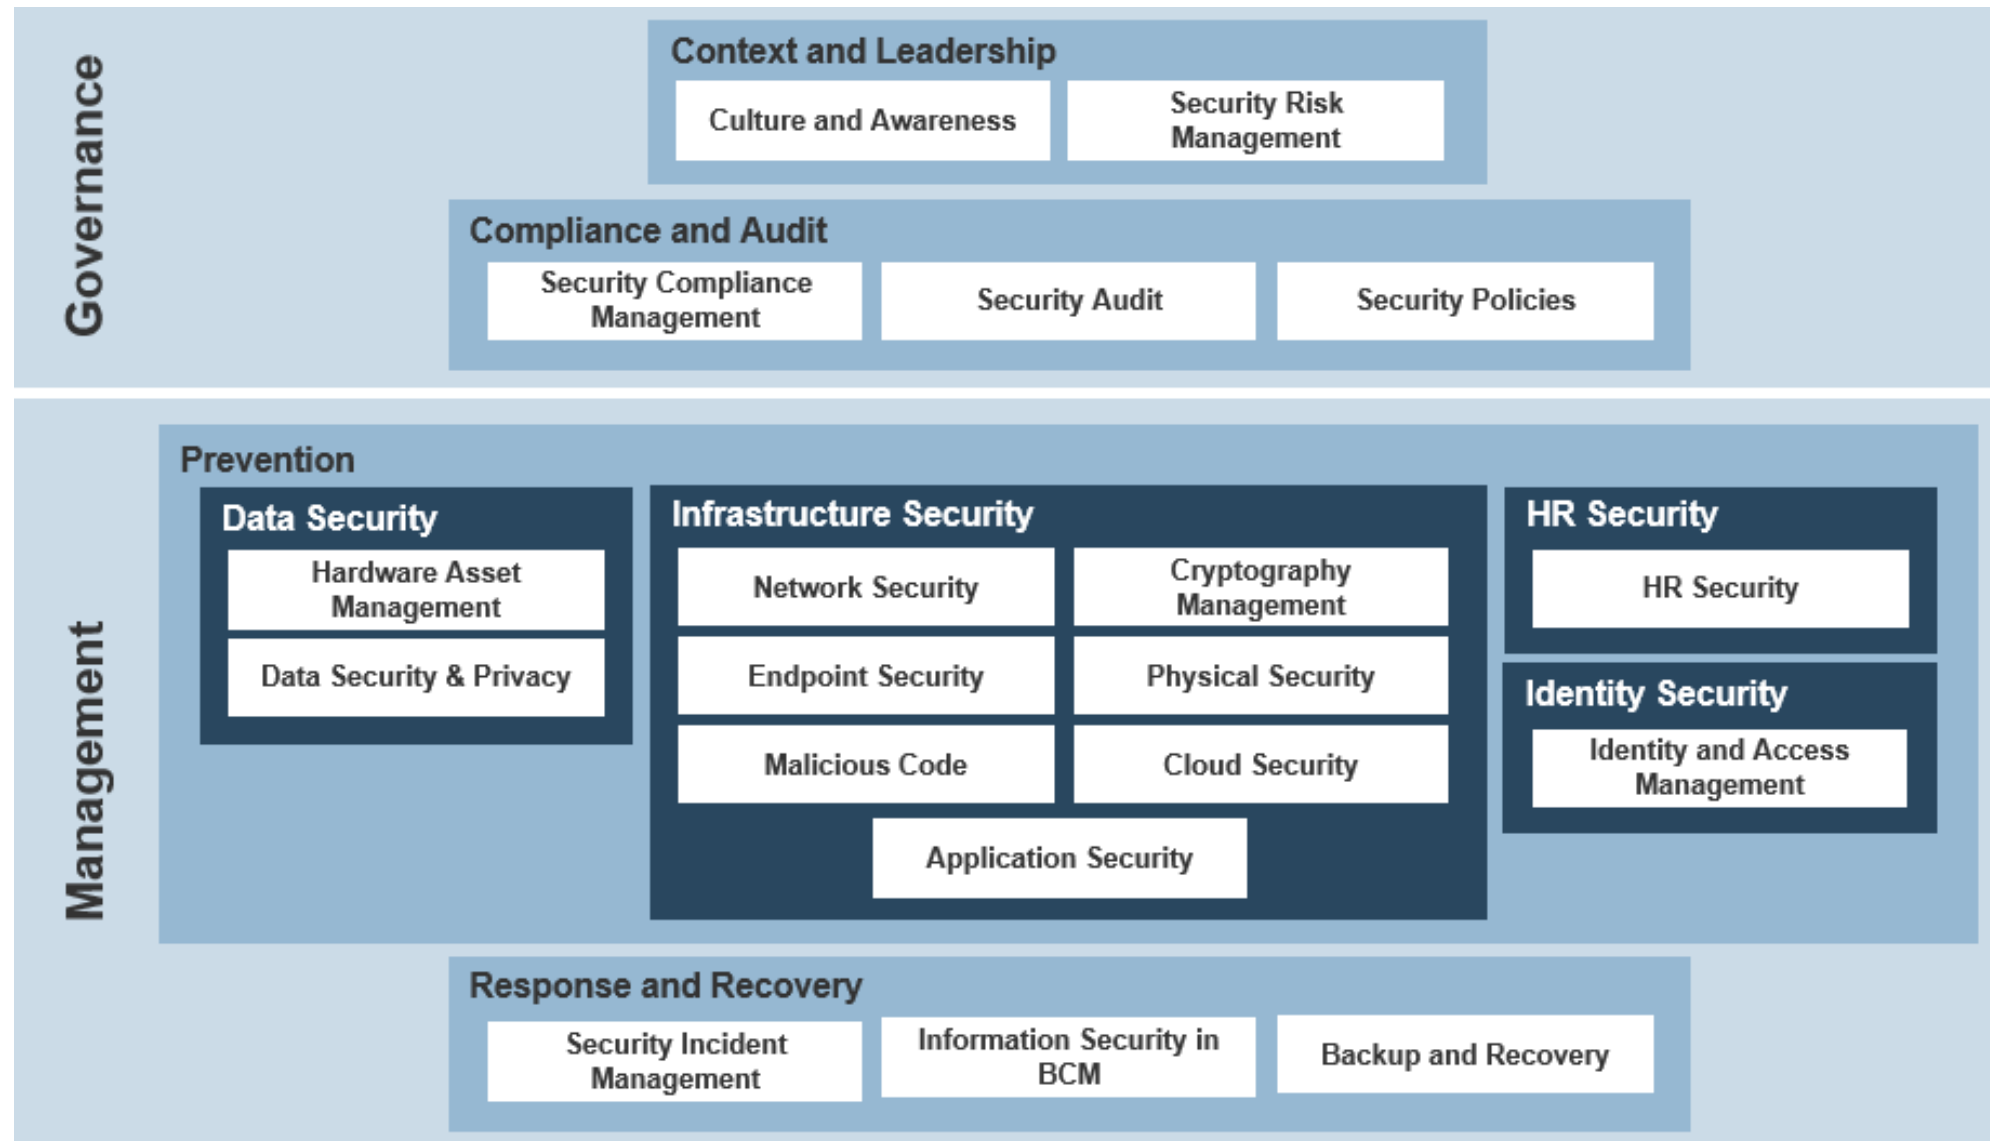 Governance
Context and Leadership
Culture and Awareness
Security Risk
Management
Compliance and Audit
Security Compliance
Management
Security Audit
Security Policies
Management
Prevention
Data Security
Hardware Asset
Management
Data Security & Privacy
Infrastructure Security
Network Security
Cryptography
Management
Endpoint Security
Physical Security
Malicious Code
Cloud Security
Application Security
HR Security
HR Security
Identity Security
Identity and Access
Management
Response and Recovery
Security Incident
Management
Information Security in
BCM
Backup and Recovery